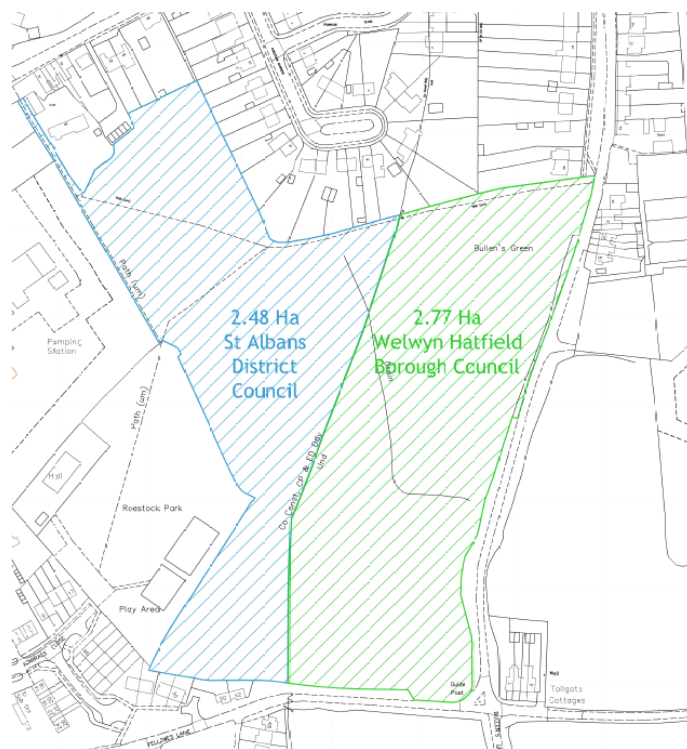 Bullen's Green
2.48 Ha
St Albans
District
Council
2.77 Ha
Welwyn Hatfield
Borough Council
Path (um)
Pumping
Station
Drain
Path (um)
Co Const, CP & ED Bdy
Und
Hall
Roestock Park
Play Area
Well
Tollgate
Cottages
Guide
Post
FELLOWES LANE